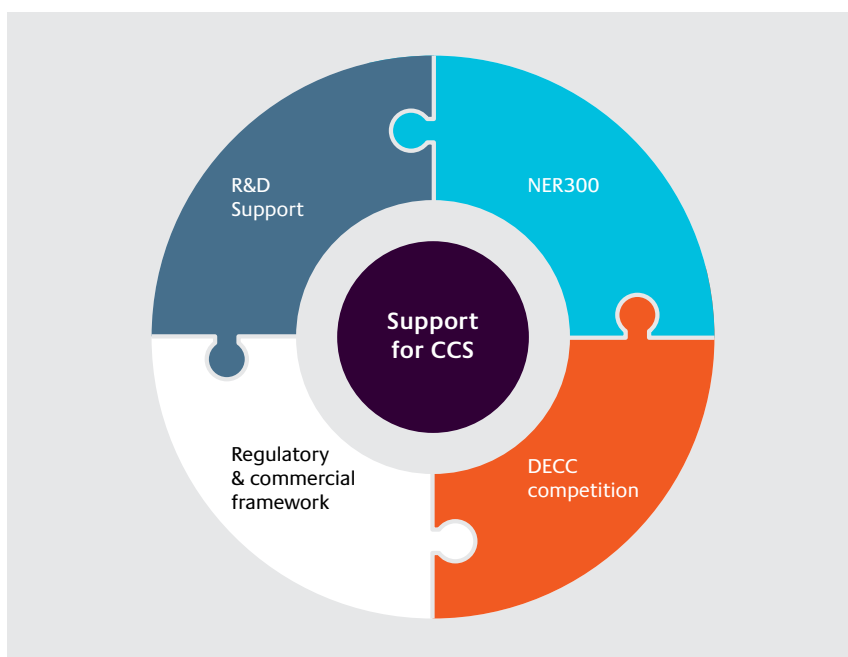 R&D
Support
NER300
Support
for CCS
Regulatory
& commercial
framework
DECC
competition